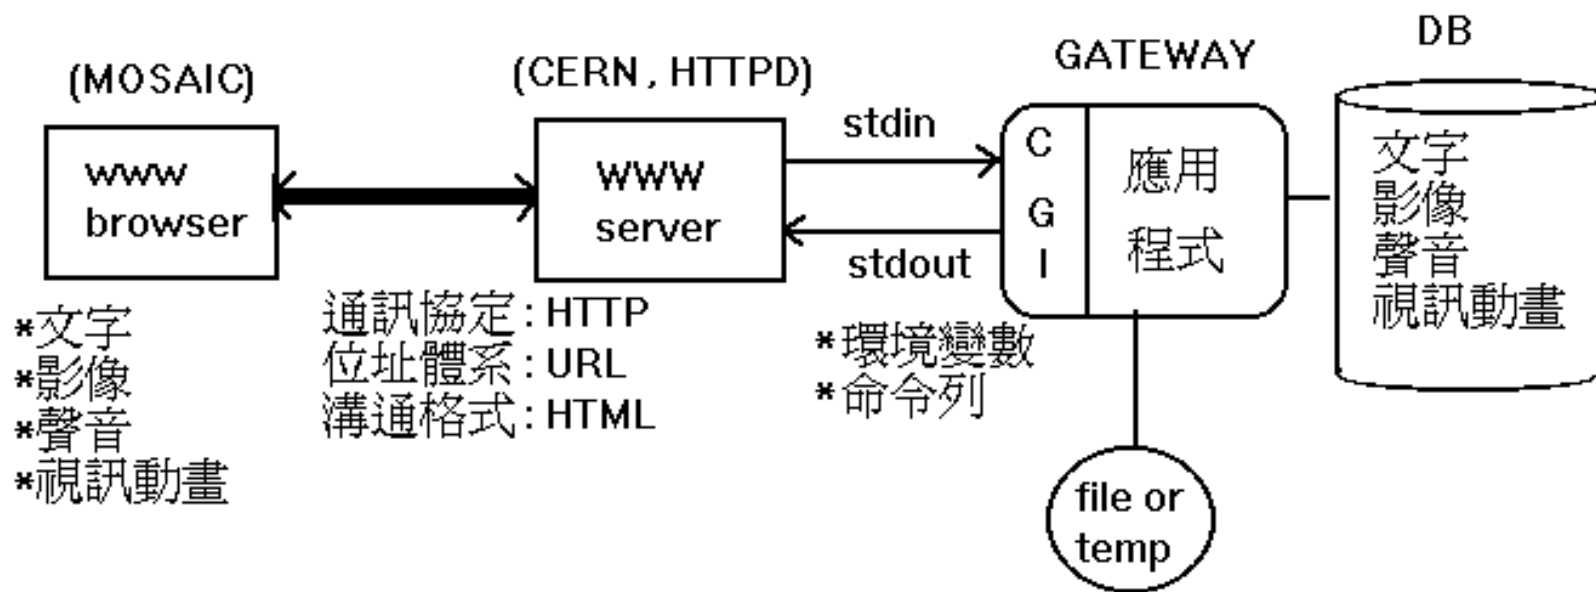 (MOSAIC)
www
browser
*文字
*影像
*聲音
*視訊動畫
(CERN , HTTPD)
WWW
server
通訊協定 : HTTP
位址體系 : URL
溝通格式 : HTML
stdin
stdout
*環境變數
*命令列
GATEWAY
C
G
I
應用
程式
file or
temp
DB
文字
影像
聲音
視訊動畫